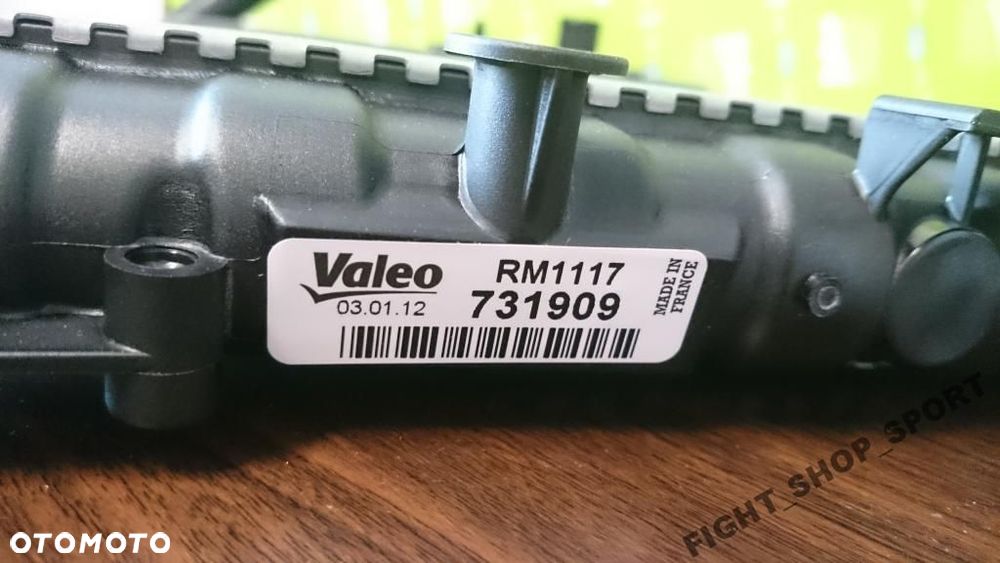 Valeo
RM1117
03.01.12
731909
MADE IN
FRANCE
FIGHT_SHOP_SPORT
OTOMOTO